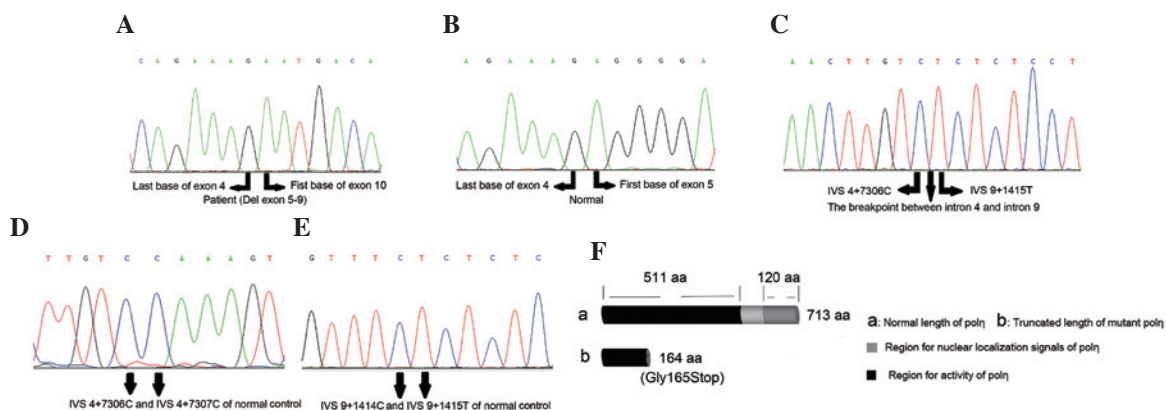 A
C A G A A A G A A T G A C A
Last base of exon 4
Fist base of exon 10
Patient (Del exon 5-9)
B
A G A A A G A G G G G A
Last base of exon 4
First base of exon 5
Normal
C
A A C T T G T C T C T C T C C T
IVS 4+7306C
IVS 9+1415T
The breakpoint between intron 4 and intron 9
D
T T G T C C A A A G T
IVS 4+7306C and IVS 4+7307C of normal control
E
G T T T C T C T C T C
IVS 9+1414C and IVS 9+1415T of normal control
F
511 aa
120 aa
a
713 aa
b
164 aa
(Gly165Stop)
a: Normal length of polη b: Truncated length of mutant polη
Region for nuclear localization signals of polη
Region for activity of polη